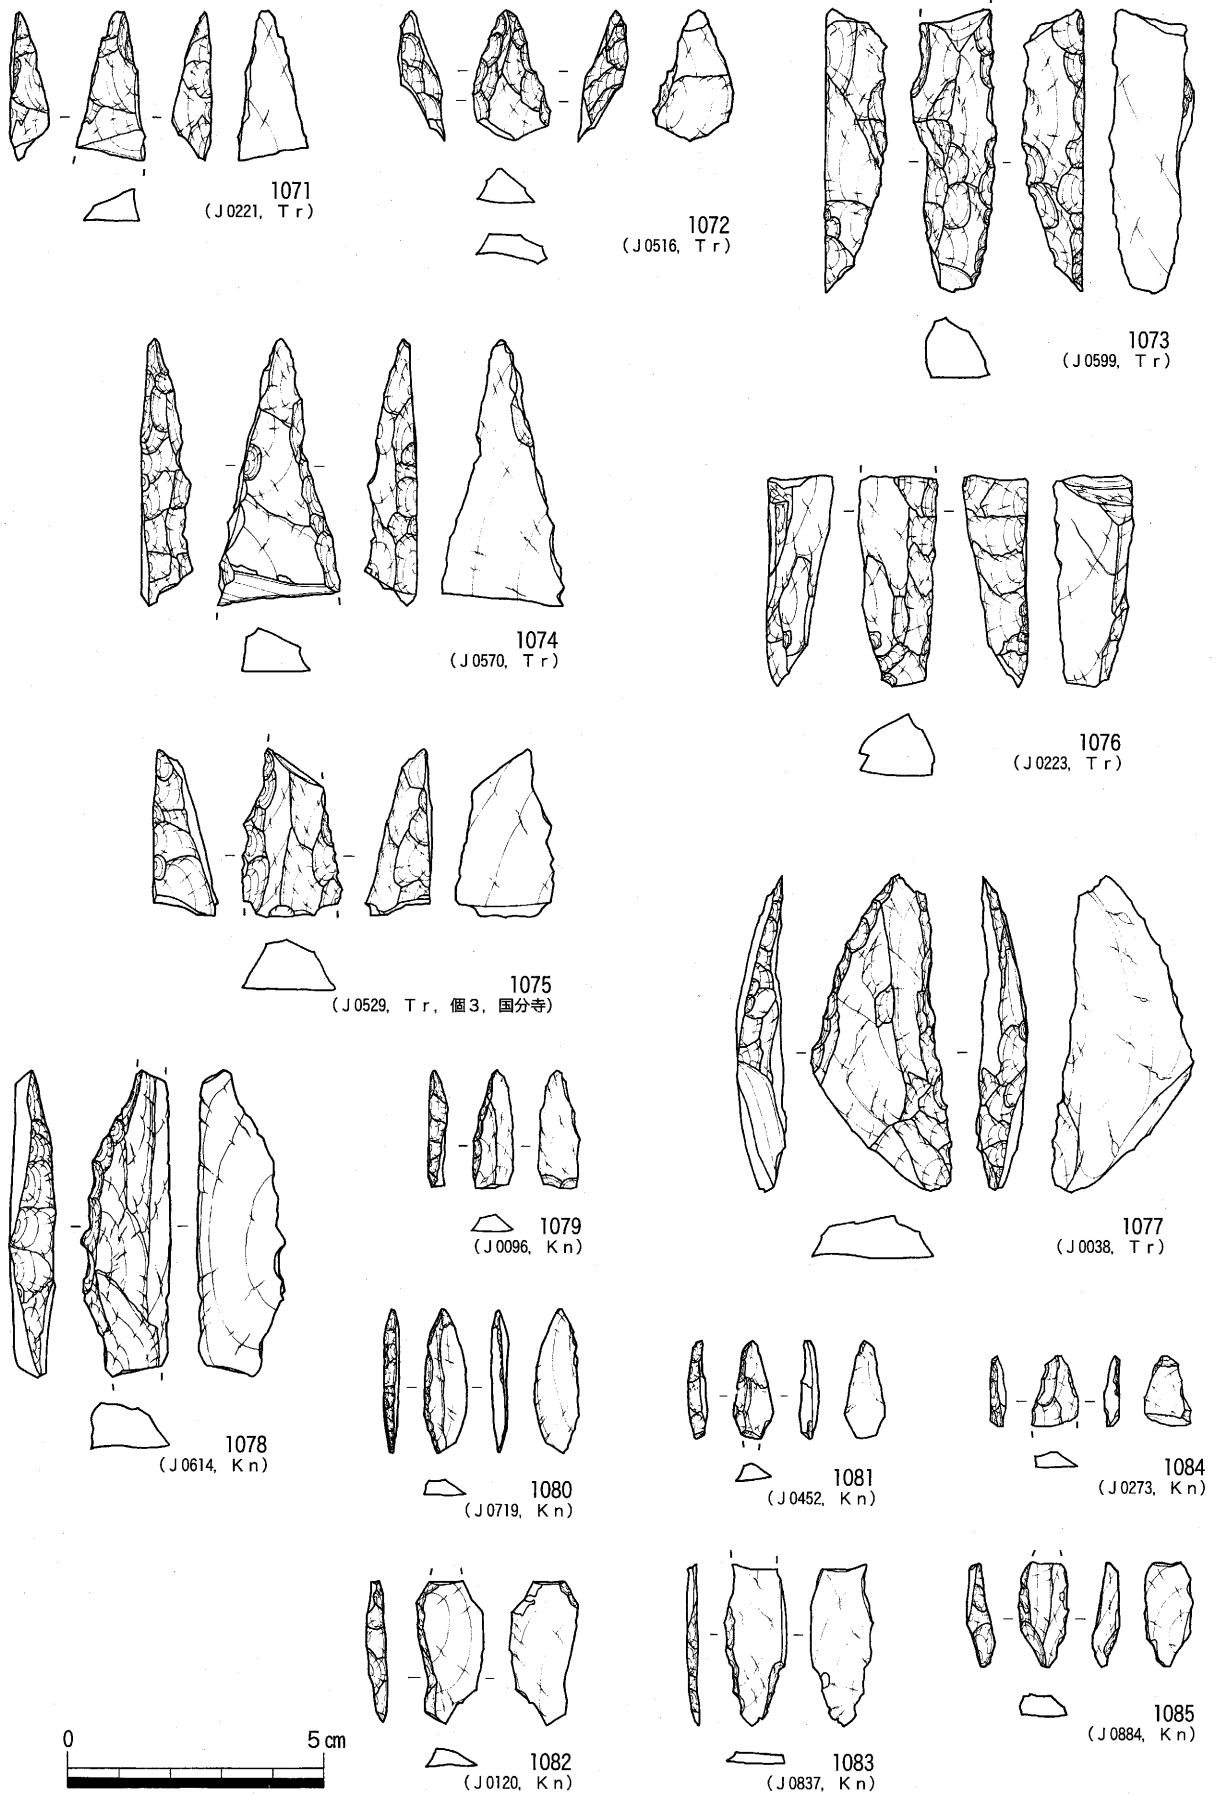 1071
(J0221, Tr)
1072
(J0516, Tr)
1073
(J0599, Tr)
1074
(J0570, Tr)
1076
(J0223, Tr)
1075
(J0529, Tr, 個3, 国分寺)
1077
(J0038, Tr)
1078
(J0614, Kn)
1079
(J0096, Kn)
1080
(J0719, Kn)
1081
(J0452, Kn)
1084
(J0273, Kn)
1082
(J0120, Kn)
1083
(J0837, Kn)
1085
(J0884, Kn)
0 5 cm